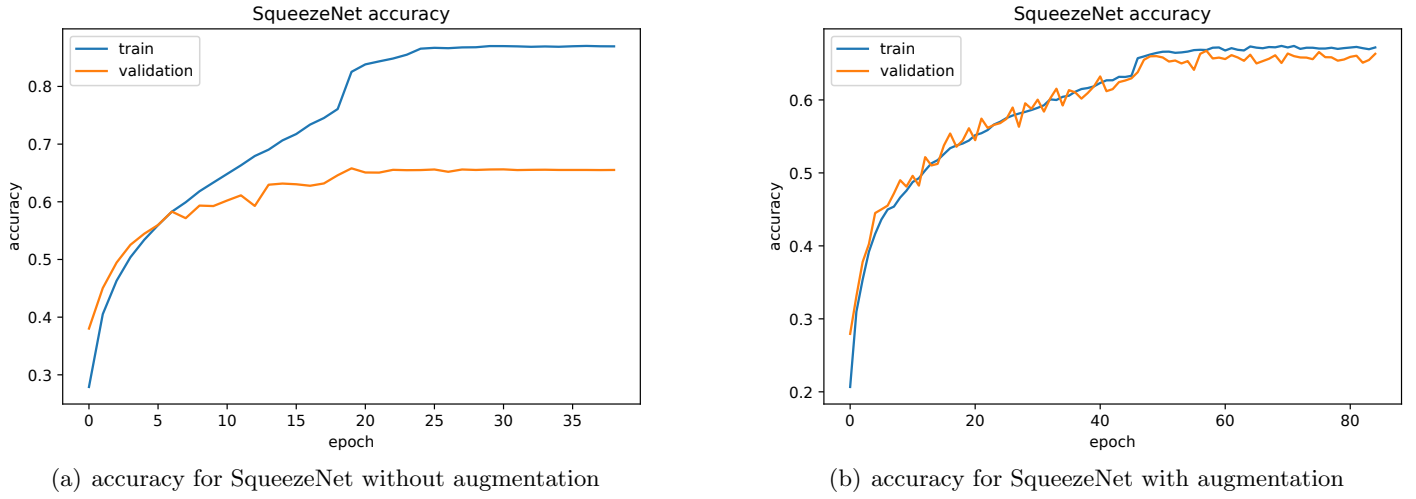 SqueezeNet accuracy
train
validation
accuracy
0.8
0.7
0.6
0.5
0.4
0.3
0 5 10 15 20 25 30 35
epoch
(a) accuracy for SqueezeNet without augmentation
SqueezeNet accuracy
train
validation
accuracy
0.6
0.5
0.4
0.3
0.2
0 20 40 60 80
epoch
(b) accuracy for SqueezeNet with augmentation